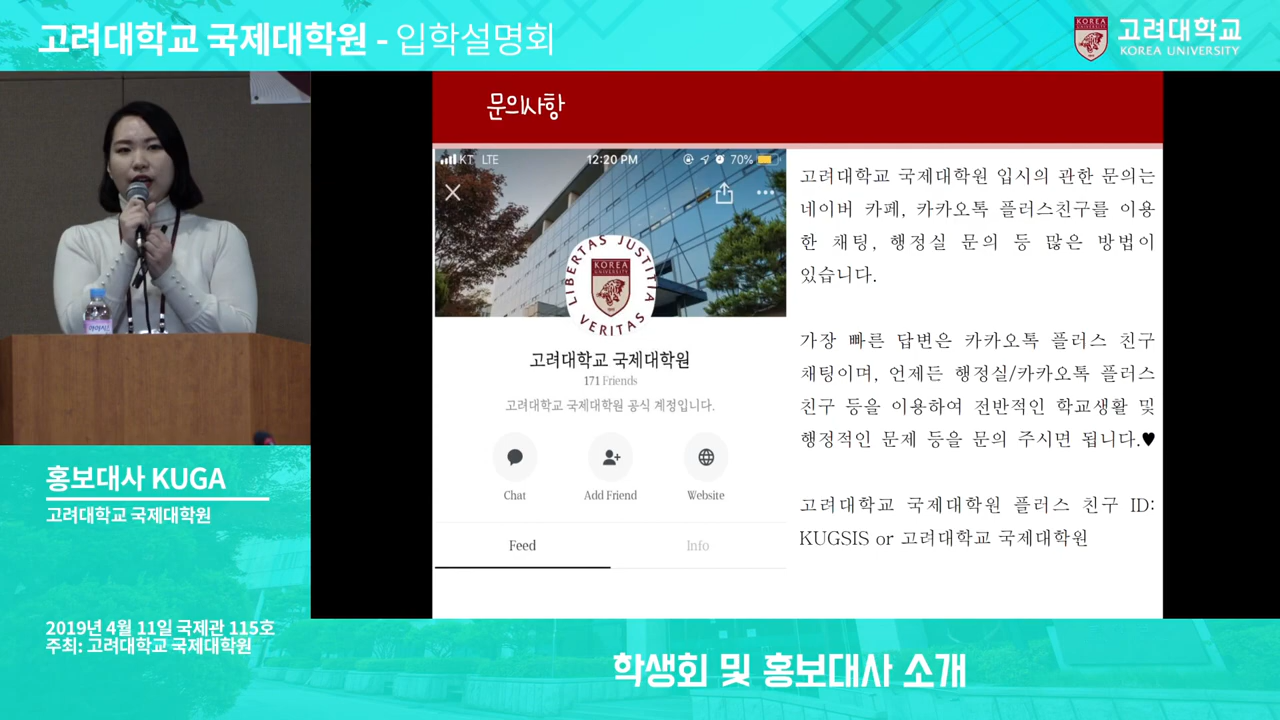 고려대학교 국제대학원 - 입학설명회
KOREA UNIVERSITY
고려대학교
KOREA UNIVERSITY
문의사항
KT LTE 12:20 PM 70%
LIBERTAS JUSTITIA VERITAS
KOREA
UNIVERSITY
고려대학교 국제대학원
171 Friends
고려대학교 국제대학원 공식 계정입니다.
Chat Add Friend Website
Feed Info
고려대학교 국제대학원 입시의 관한 문의는
네이버 카페, 카카오톡 플러스친구를 이용
한 채팅, 행정실 문의 등 많은 방법이
있습니다.
가장 빠른 답변은 카카오톡 플러스 친구
채팅이며, 언제든 행정실/카카오톡 플러스
친구 등을 이용하여 전반적인 학교생활 및
행정적인 문제 등을 문의 주시면 됩니다.♥
고려대학교 국제대학원 플러스 친구 ID:
KUGSIS or 고려대학교 국제대학원
홍보대사 KUGA
고려대학교 국제대학원
2019년 4월 11일 국제관 115호
주최: 고려대학교 국제대학원
학생회 및 홍보대사 소개